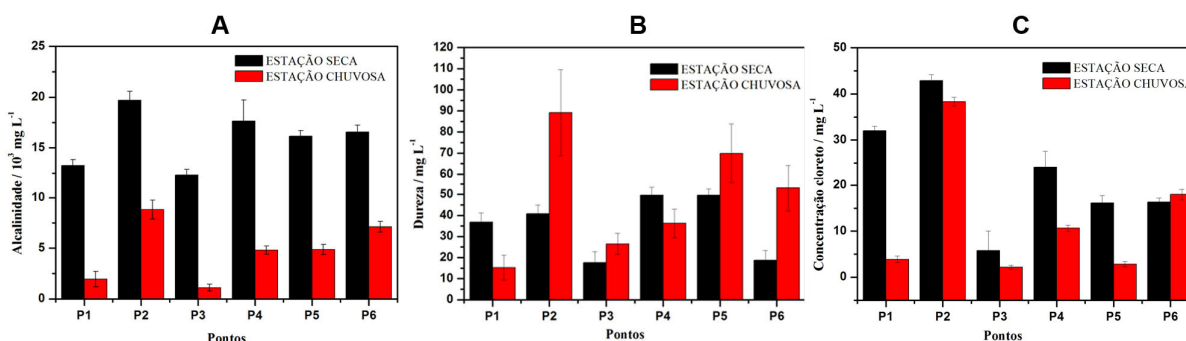 A
Alcalinidade / 10³ mg L⁻¹
25
20
15
10
5
0
ESTAÇÃO SECA
ESTAÇÃO CHUVOSA
P1 P2 P3 P4 P5 P6
Pontos
B
Dureza / mg L⁻¹
120
110
100
90
80
70
60
50
40
30
20
10
0
ESTAÇÃO SECA
ESTAÇÃO CHUVOSA
P1 P2 P3 P4 P5 P6
Pontos
C
Concentração cloreto / mg L⁻¹
50
40
30
20
10
0
ESTAÇÃO SECA
ESTAÇÃO CHUVOSA
P1 P2 P3 P4 P5 P6
Pontos